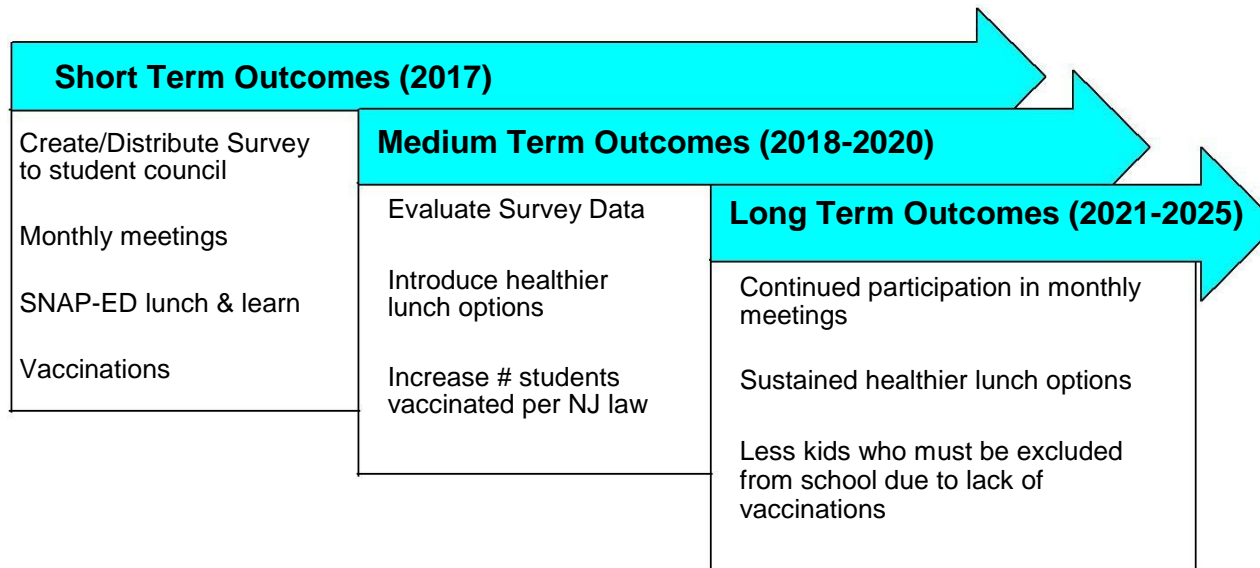 Short Term Outcomes (2017)
Create/Distribute Survey
to student council
Monthly meetings
SNAP-ED lunch & learn
Vaccinations
Medium Term Outcomes (2018-2020)
Evaluate Survey Data
Introduce healthier
lunch options
Increase # students
vaccinated per NJ law
Long Term Outcomes (2021-2025)
Continued participation in monthly
meetings
Sustained healthier lunch options
Less kids who must be excluded
from school due to lack of
vaccinations